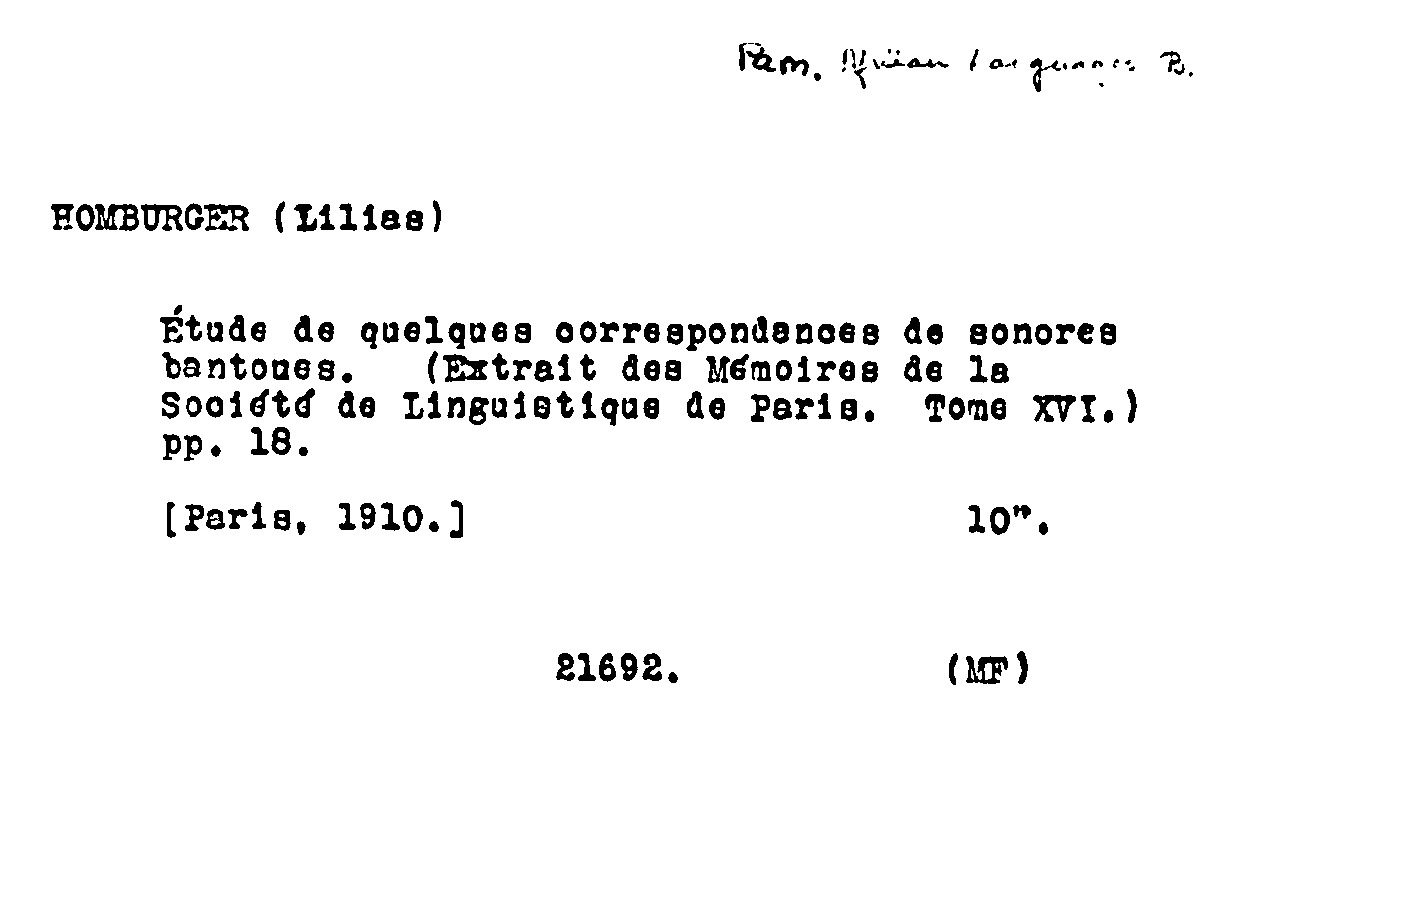 Pam. African Languages B.
HOMBURGER (Lilias)
Étude de quelques correspondances de sonores
bantoues. (Extrait des Mémoires de la
Société de Linguistique de Paris. Tome XVI.)
pp. 18.
[Paris, 1910.] 10".
21692. (MF)